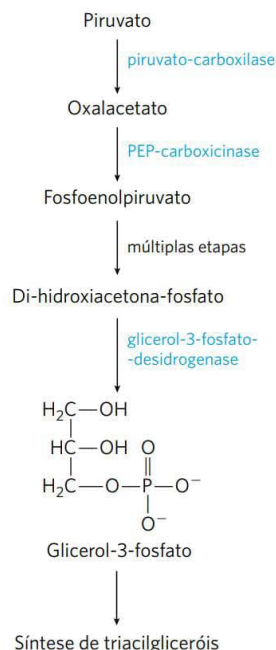 Piruvato
piruvato-carboxilase
Oxalacetato
PEP-carboxicinase
Fosfoenolpiruvato
múltiplas etapas
Di-hidroxiacetona-fosfato
glicerol-3-fosfato-
-desidrogenase
H₂C—OH
HC—OH O
H₂C—O—P—O⁻
O⁻
Glicerol-3-fosfato
Síntese de triacilgliceróis